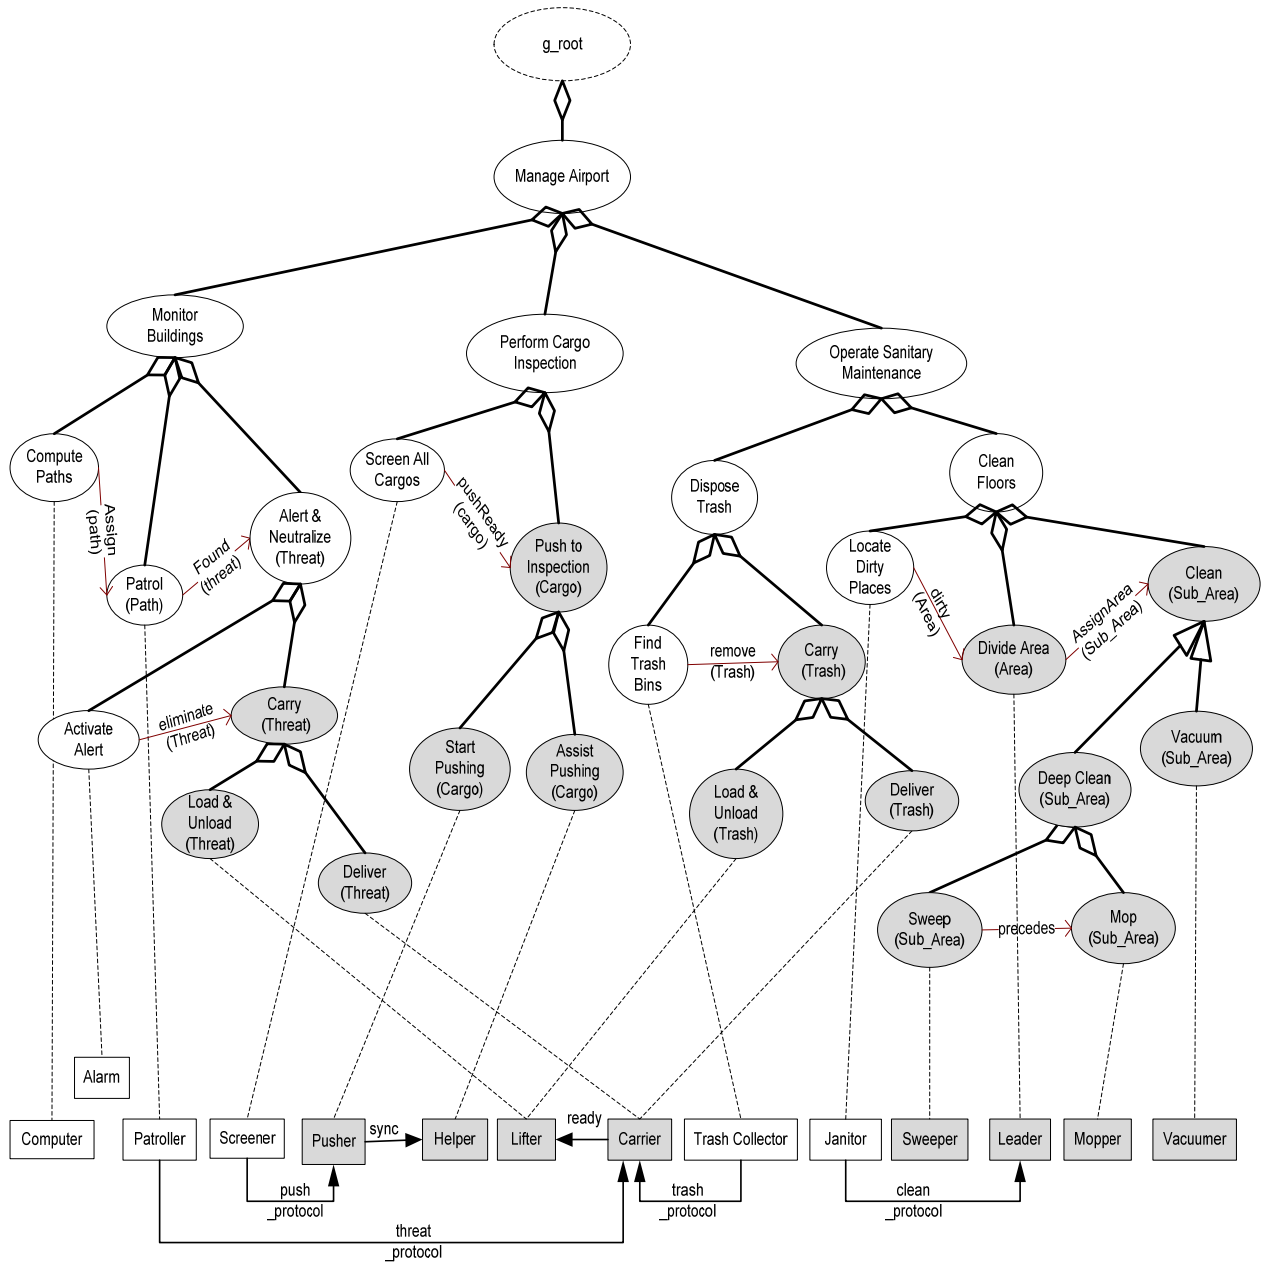 g_root
Manage Airport
Monitor
Buildings
Perform Cargo
Inspection
Operate Sanitary
Maintenance
Compute
Paths
Screen All
Cargos
Clean
Floors
Dispose
Trash
Assign
(path)
pushReady
(cargo)
Alert &
Neutralize
(Threat)
Found
(threat)
Patrol
(Path)
Push to
Inspection
(Cargo)
Locate
Dirty
Places
dirty
(Area)
AssignArea
(Sub_Area)
Clean
(Sub_Area)
Find
Trash
Bins
remove
(Trash)
Carry
(Trash)
Divide Area
(Area)
Activate
Alert
eliminate
(Threat)
Carry
(Threat)
Start
Pushing
(Cargo)
Assist
Pushing
(Cargo)
Vacuum
(Sub_Area)
Deep Clean
(Sub_Area)
Load &
Unload
(Threat)
Load &
Unload
(Trash)
Deliver
(Trash)
Deliver
(Threat)
Sweep
(Sub_Area)
precedes
Mop
(Sub_Area)
Alarm
Computer
Patroller
Screener
Pusher
sync
Helper
Lifter
ready
Carrier
Trash Collector
Janitor
Sweeper
Leader
Mopper
Vacuumer
push
_protocol
trash
_protocol
clean
_protocol
threat
_protocol